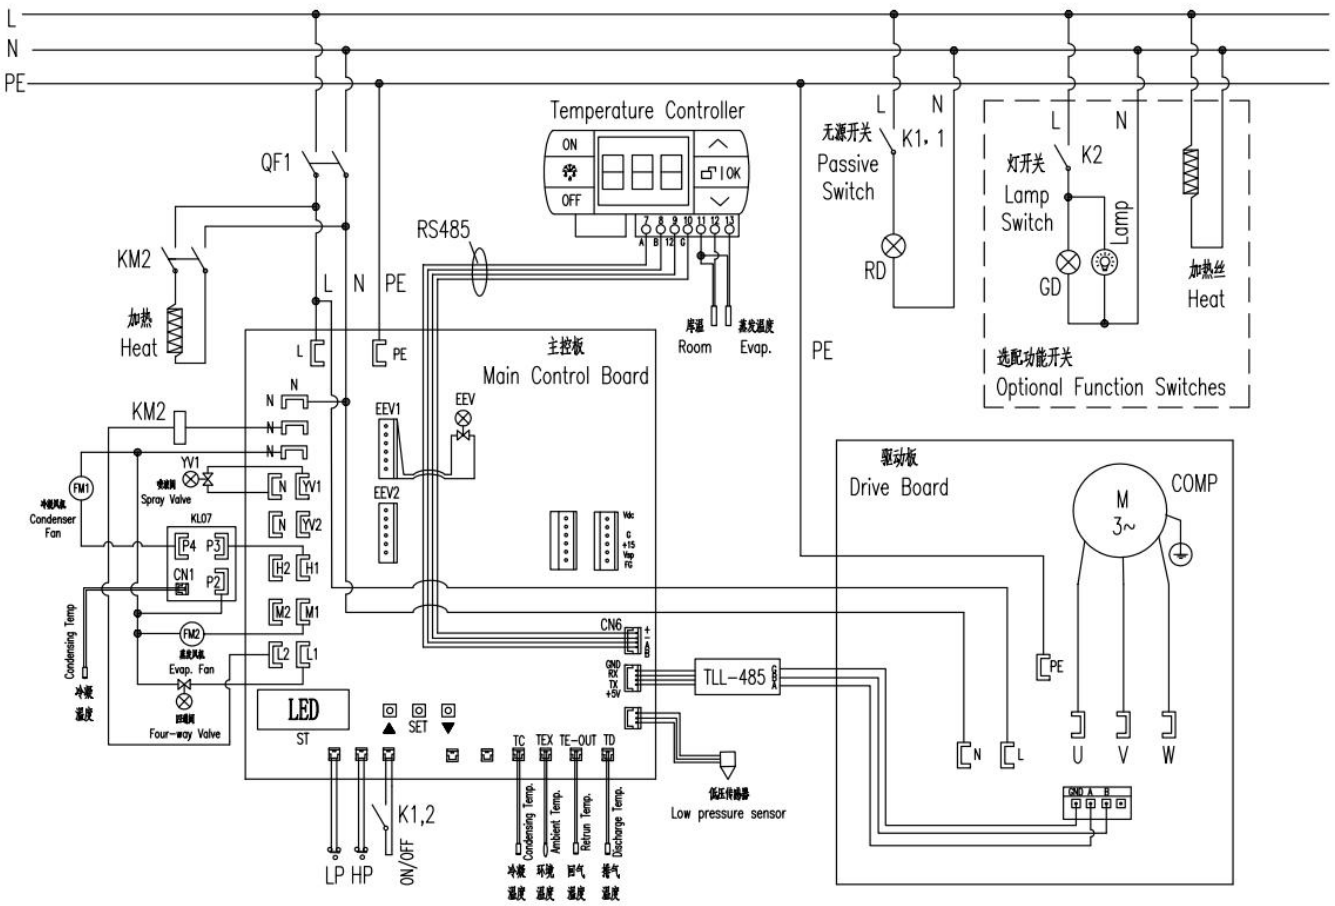 L
N
PE
Temperature Controller
ON
OFF
OK
7 8 9 10 11 12 13
A B 12 G
QF1
RS485
KM2
加热
Heat
L N PE
库温
Room
蒸发温度
Evap.
PE
L N
无源开关
Passive
Switch
K1,1
RD
L N
灯开关
Lamp
Switch
K2
Lamp
GD
加热丝
Heat
选配功能开关
Optional Function Switches
主控板
Main Control Board
L
PE
N
N
N
N
KM2
EEV1
EEV
EEV2
FM1
冷凝风机
Condenser
Fan
YV1
喷液阀
Spray Valve
N YV1
N YV2
H2 H1
M2 M1
L2 L1
KL07
P4 P3
CN1 P2
Condensing Temp
冷凝
温度
FM2
蒸发风机
Evap. Fan
四通阀
Four-way Valve
Vdc
G
+15
Vsp
FG
CN6
+
-
A
B
GND
RX
TX
+5V
TLL-485
G
B
A
LED
ST
SET
TC TEX TE-OUT TD
LP HP
K1,2
ON/OFF
Condensing Temp.
Ambient Temp.
Retrun Temp.
Discharge Temp.
冷凝
温度
环境
温度
回气
温度
排气
温度
低压传感器
Low pressure sensor
驱动板
Drive Board
M
3~
COMP
PE
N L U V W
GND A B